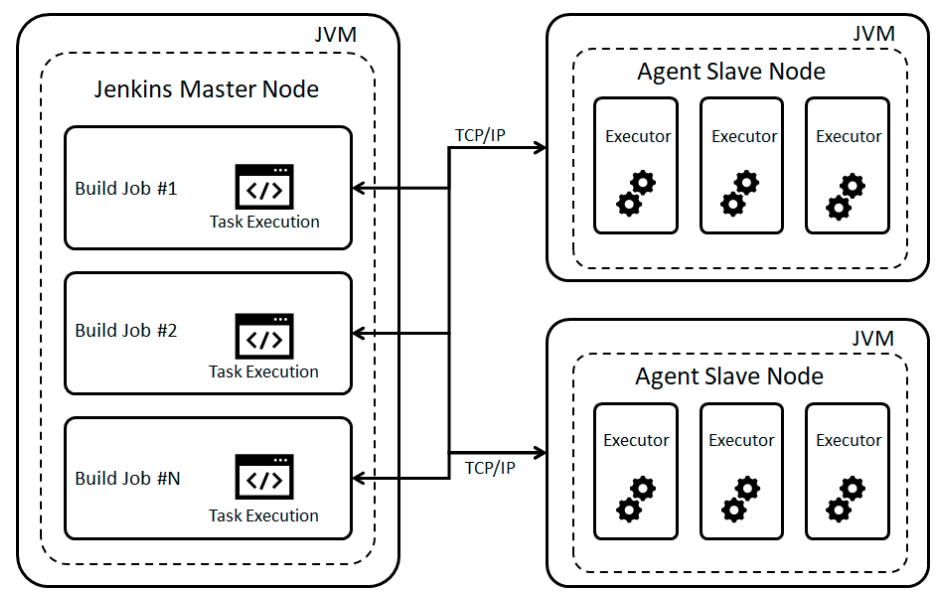 JVM
Jenkins Master Node
Build Job #1
Task Execution
Build Job #2
Task Execution
Build Job #N
Task Execution
TCP/IP
TCP/IP
JVM
Agent Slave Node
Executor
Executor
Executor
JVM
Agent Slave Node
Executor
Executor
Executor